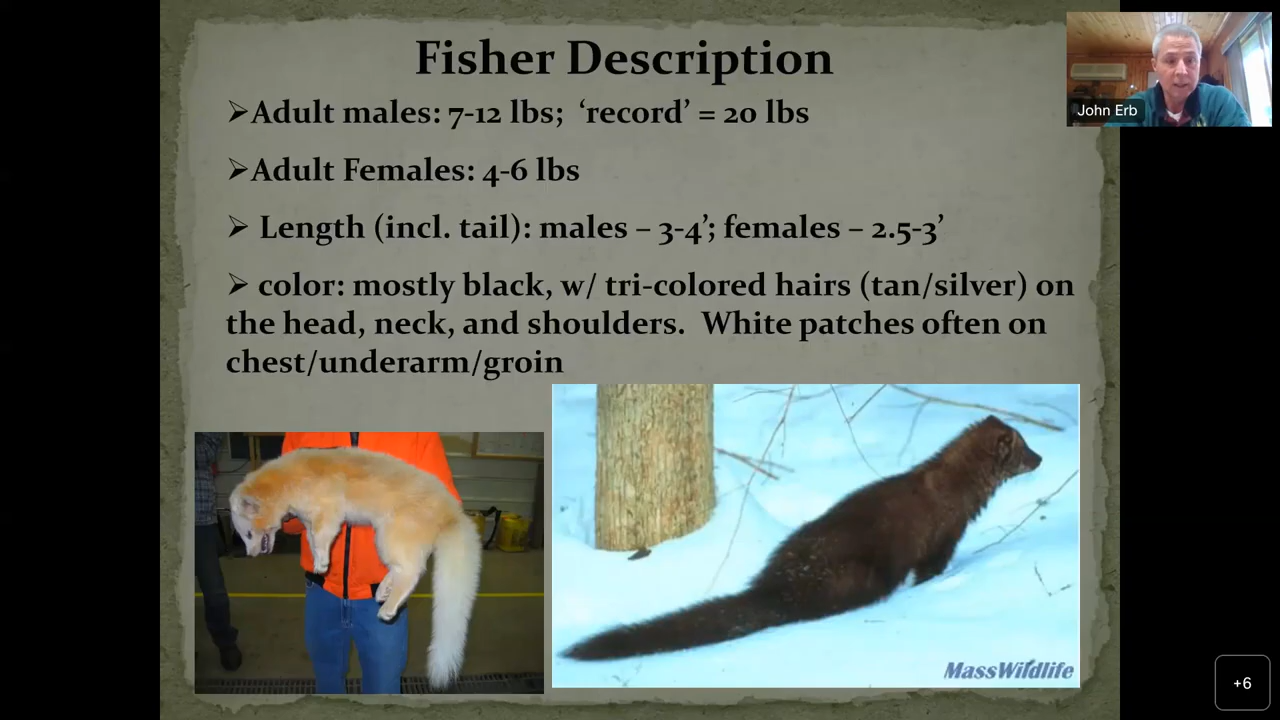 Fisher Description
➢Adult males: 7-12 lbs;  ‘record’ = 20 lbs
➢Adult Females: 4-6 lbs
➢ Length (incl. tail): males – 3-4’; females – 2.5-3’
➢ color: mostly black, w/ tri-colored hairs (tan/silver) on
the head, neck, and shoulders.  White patches often on
chest/underarm/groin
MassWildlife
John Erb
+6